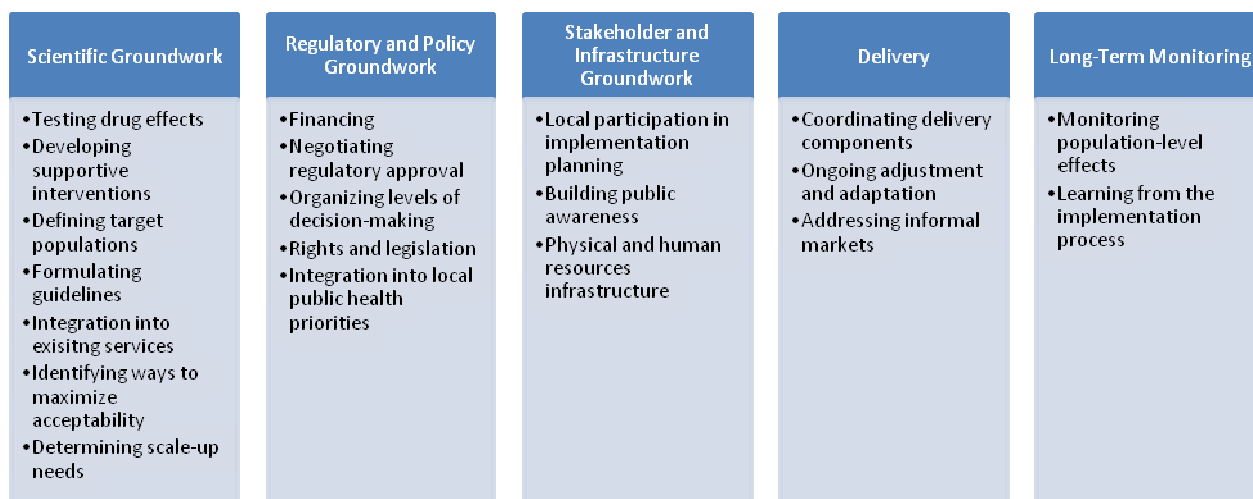 Scientific Groundwork
•Testing drug effects
•Developing
supportive
interventions
•Defining target
populations
•Formulating
guidelines
•Integration into
exisitng services
•Identifying ways to
maximize
acceptability
•Determining scale-up
needs
Regulatory and Policy
Groundwork
•Financing
•Negotiating
regulatory approval
•Organizing levels of
decision-making
•Rights and legislation
•Integration into local
public health
priorities
Stakeholder and
Infrastructure
Groundwork
•Local participation in
implementation
planning
•Building public
awareness
•Physical and human
resources
infrastructure
Delivery
•Coordinating delivery
components
•Ongoing adjustment
and adaptation
•Addressing informal
markets
Long-Term Monitoring
•Monitoring
population-level
effects
•Learning from the
implementation
process